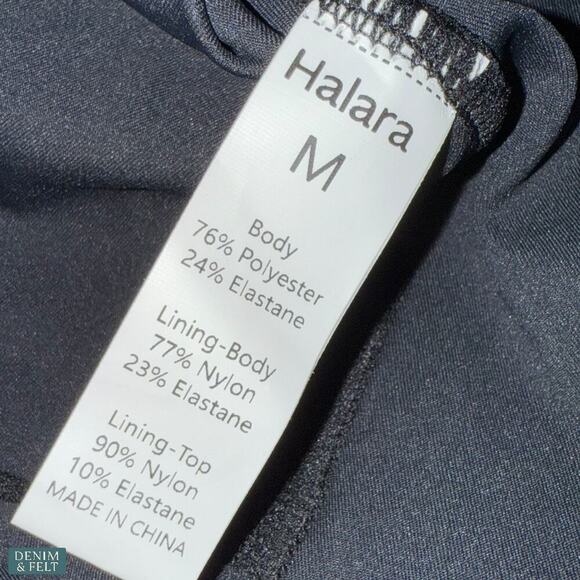 Halara
M
Body
76% Polyester
24% Elastane
Lining-Body
77% Nylon
23% Elastane
Lining-Top
90% Nylon
10% Elastane
MADE IN CHINA
DENIM
& FELT